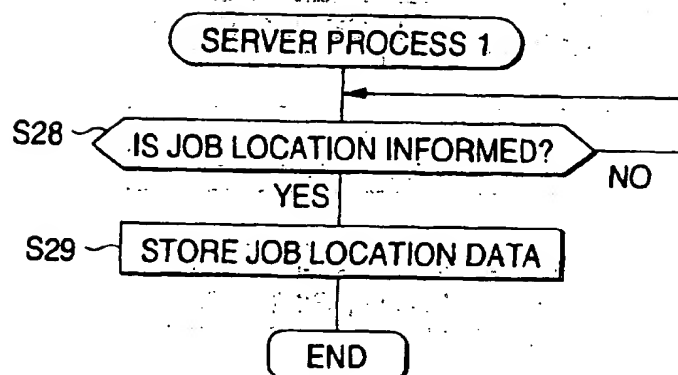 SERVER PROCESS 1
S28
IS JOB LOCATION INFORMED?
NO
YES
S29
STORE JOB LOCATION DATA
END